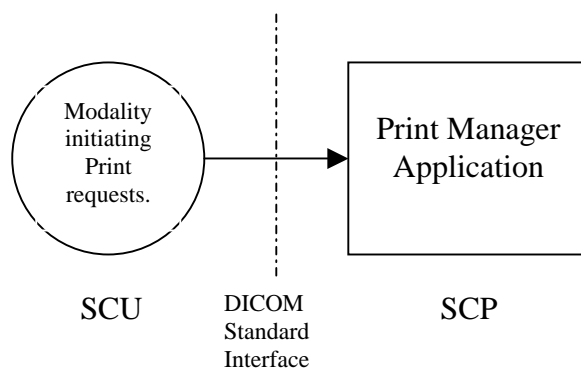 Modality
initiating
Print
requests.
Print Manager
Application
SCU
DICOM
Standard
Interface
SCP